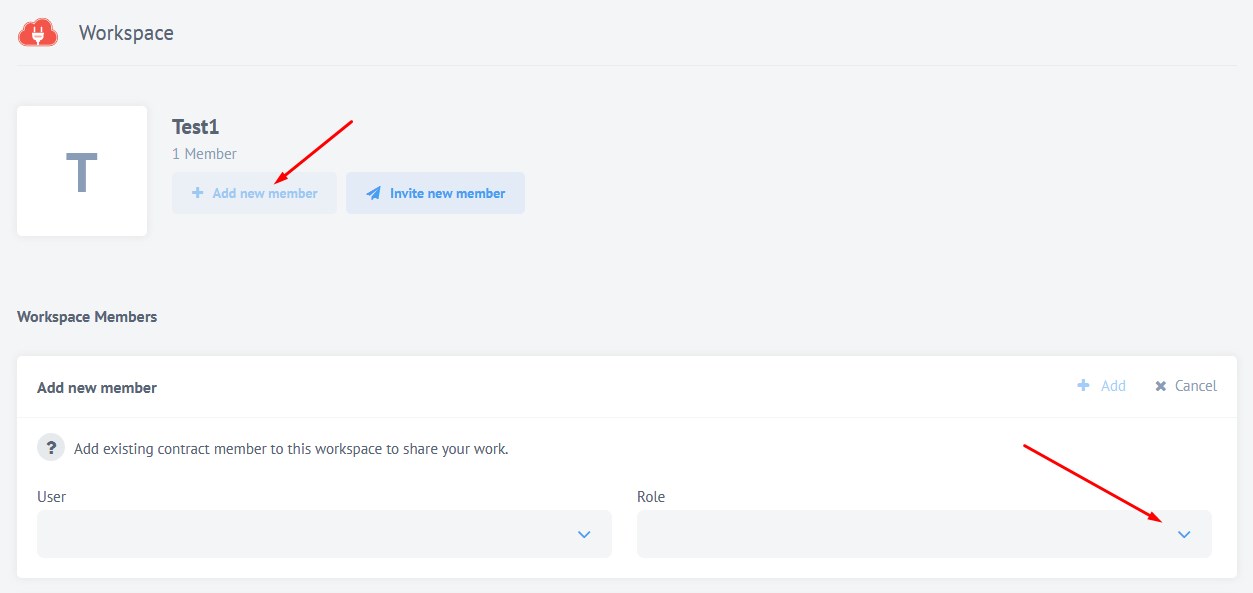 Workspace
T
Test1
1 Member
Add new member
Invite new member
Workspace Members
Add new member
Add
Cancel
? Add existing contract member to this workspace to share your work.
User
Role